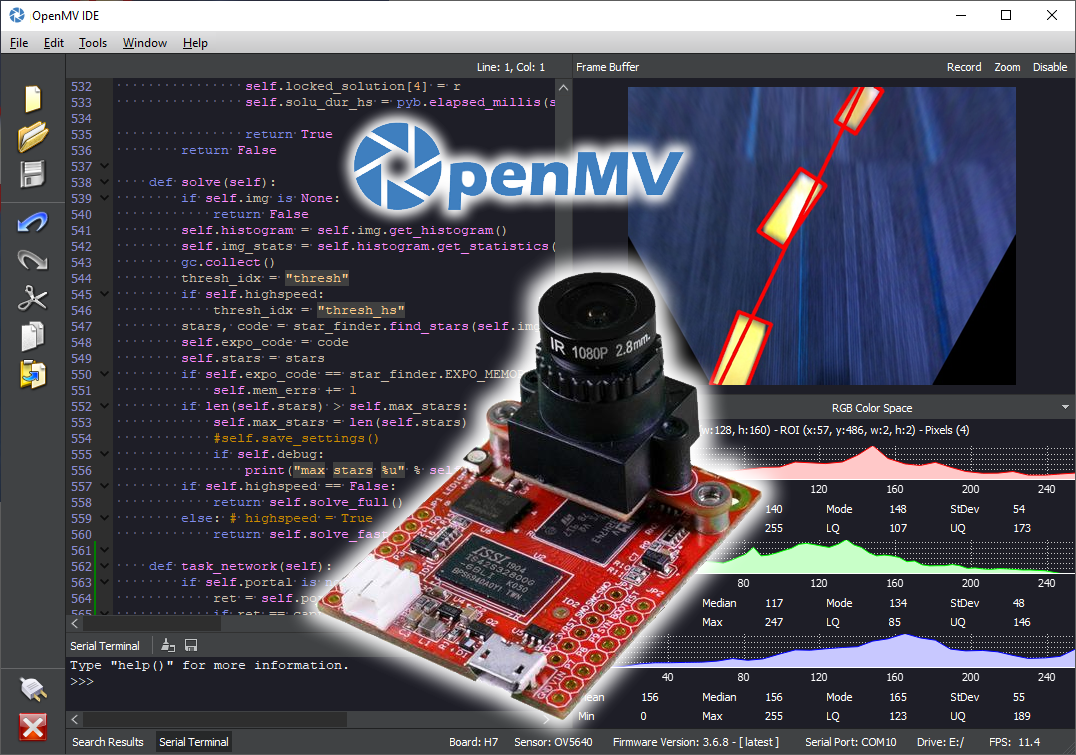 OpenMV IDE
File Edit Tools Window Help
Line: 1, Col: 1
Frame Buffer Record Zoom Disable
532 self.locked_solution[4] = r
533 self.solu_dur_hs = pyb.elapsed_millis(s
534
535 return True
536 return False
537
538 def solve(self):
539 if self.img is None:
540 return False
541 self.histogram = self.img.get_histogram()
542 self.img_stats = self.histogram.get_statistics(
543 gc.collect()
544 thresh_idx = "thresh"
545 if self.highspeed:
546 thresh_idx = "thresh_hs"
547 stars, code = star_finder.find_stars(self.img
548 self.expo_code = code
549 self.stars = stars
550 if self.expo_code == star_finder.EXPO_MEMO
551 self.mem_errs += 1
552 if len(self.stars) > self.max_stars:
553 self.max_stars = len(self.stars)
554 #self.save_settings()
555 if self.debug:
556 print("max stars %u" % sel
557 if self.highspeed == False:
558 return self.solve_full()
559 else: # highspeed = True
560 return self.solve_fast
561
562 def task_network(self):
563 if self.portal is n
564 ret = self.po
565 if ret == ca
OpenMV
IR 1080P 2.8mm.
ISSI 1904
U2
U6
Q2
JP2
RGB Color Space
w:128, h:160) - ROI (x:57, y:486, w:2, h:2) - Pixels (4)
120 160 200 240
140 Mode 148 StDev 54
255 LQ 107 UQ 173
80 120 160 200 240
Median 117 Mode 134 StDev 48
Max 247 LQ 85 UQ 146
40 80 120 160 200 240
Mean 156 Median 156 Mode 165 StDev 55
Min 0 Max 255 LQ 123 UQ 189
Serial Terminal
Type "help()" for more information.
>>>
Search Results Serial Terminal Board: H7 Sensor: OV5640 Firmware Version: 3.6.8 - [ latest ] Serial Port: COM10 Drive: E:/ FPS: 11.4